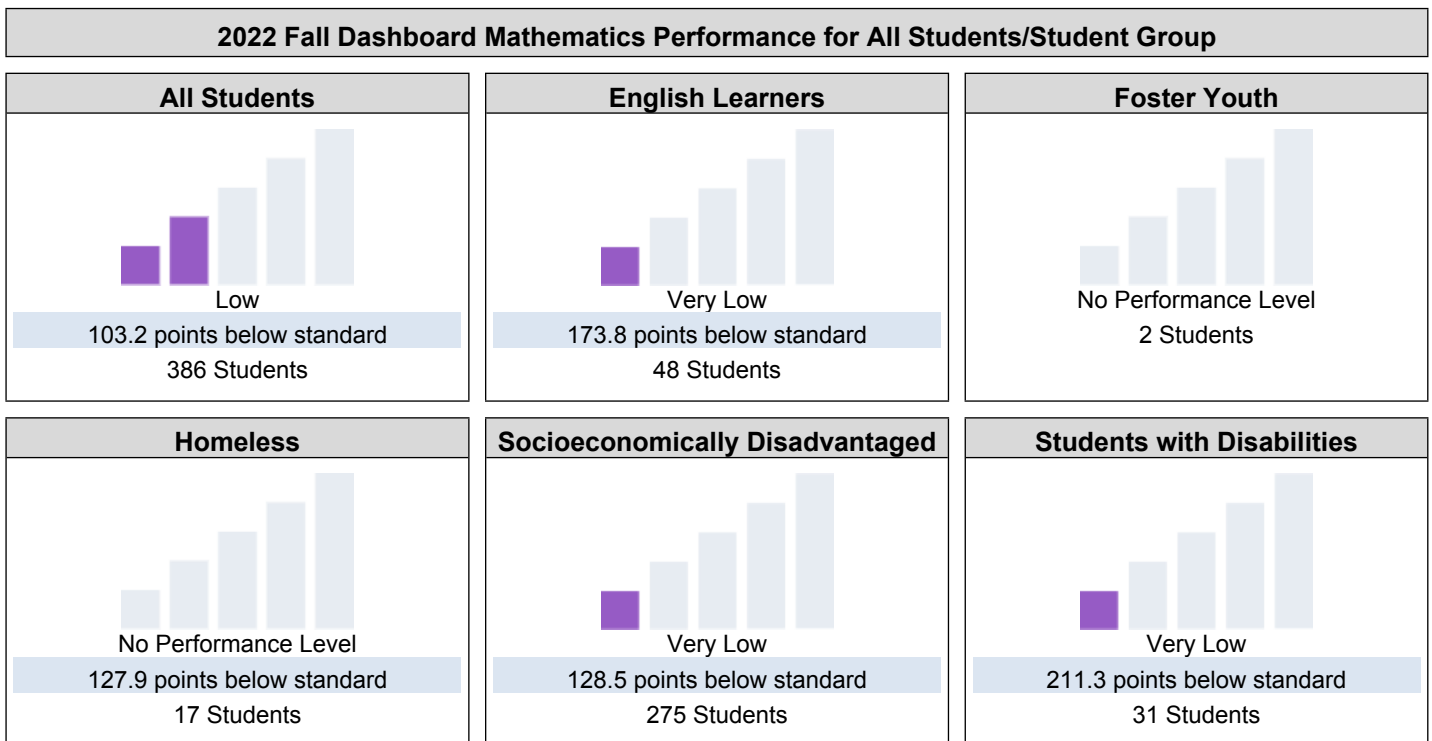 2022 Fall Dashboard Mathematics Performance for All Students/Student Group
All Students
Low
103.2 points below standard
386 Students
English Learners
Very Low
173.8 points below standard
48 Students
Foster Youth
No Performance Level
2 Students
Homeless
No Performance Level
127.9 points below standard
17 Students
Socioeconomically Disadvantaged
Very Low
128.5 points below standard
275 Students
Students with Disabilities
Very Low
211.3 points below standard
31 Students